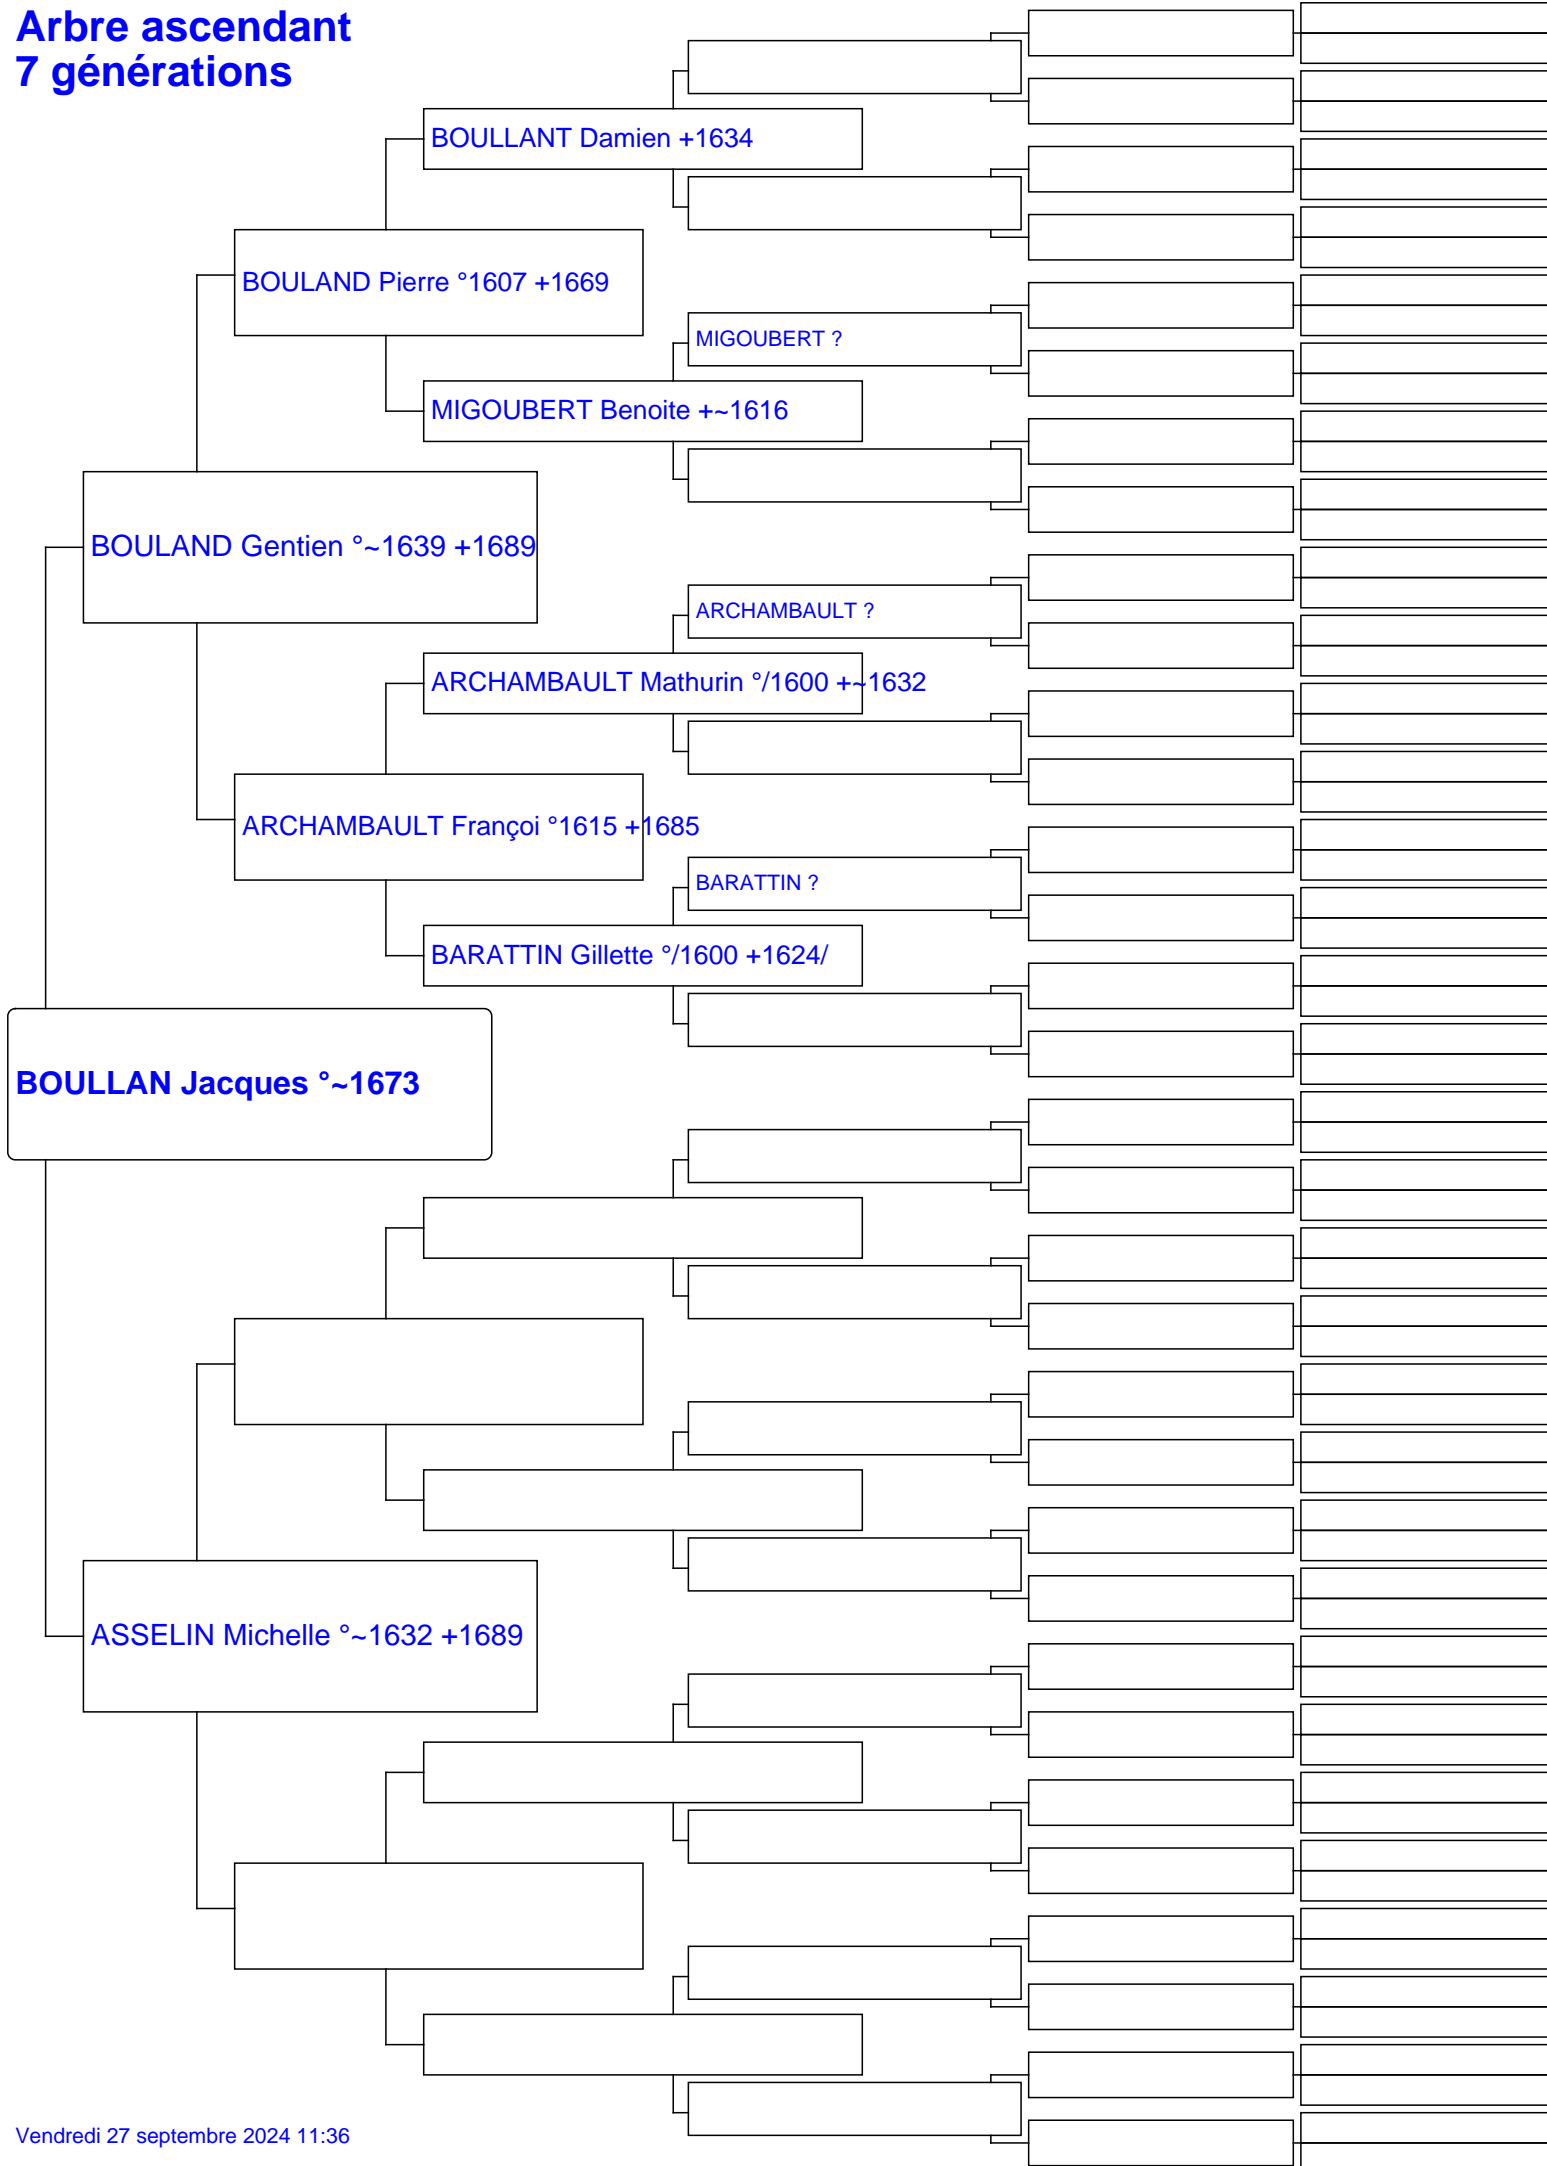 Arbre ascendant
7 générations
BOULLANT Damien +1634
BOULAND Pierre °1607 +1669
MIGOUBERT ?
MIGOUBERT Benoite +~1616
BOULAND Gentien °~1639 +1689
ARCHAMBAULT ?
ARCHAMBAULT Mathurin °/1600 +~1632
ARCHAMBAULT Françoi °1615 +1685
BARATTIN ?
BARATTIN Gillette °/1600 +1624/
BOULLAN Jacques °~1673
ASSELIN Michelle °~1632 +1689
Vendredi 27 septembre 2024 11:36